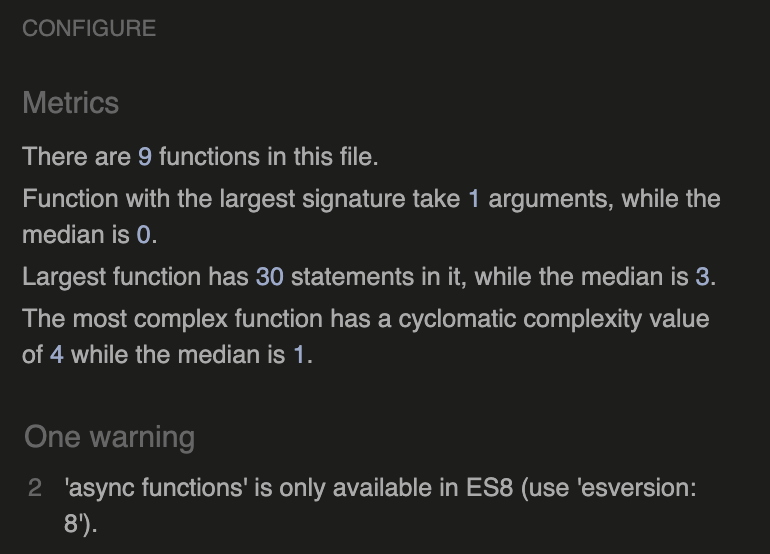 CONFIGURE
Metrics
There are 9 functions in this file.
Function with the largest signature take 1 arguments, while the
median is 0.
Largest function has 30 statements in it, while the median is 3.
The most complex function has a cyclomatic complexity value
of 4 while the median is 1.
One warning
2 'async functions' is only available in ES8 (use 'esversion:
8').